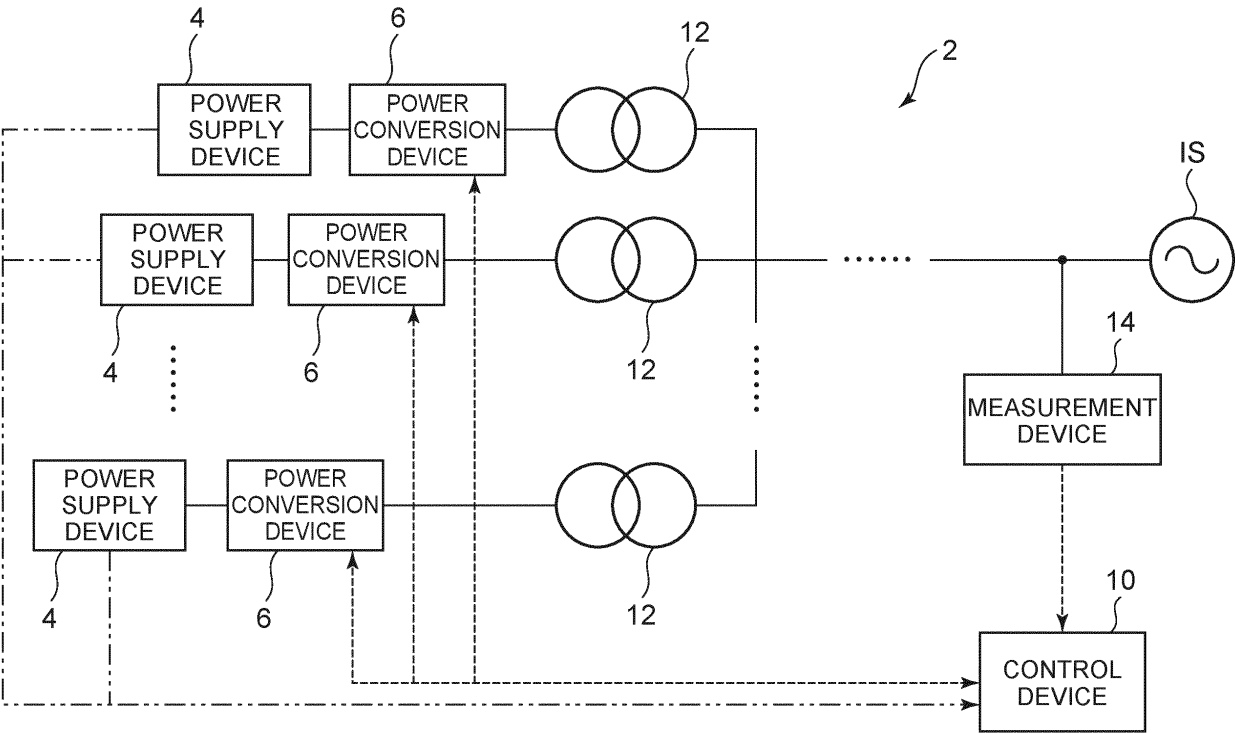 4
6
12
2
POWER
SUPPLY
DEVICE
POWER
CONVERSION
DEVICE
IS
POWER
SUPPLY
DEVICE
POWER
CONVERSION
DEVICE
4
6
12
14
MEASUREMENT
DEVICE
POWER
SUPPLY
DEVICE
POWER
CONVERSION
DEVICE
4
6
12
10
CONTROL
DEVICE